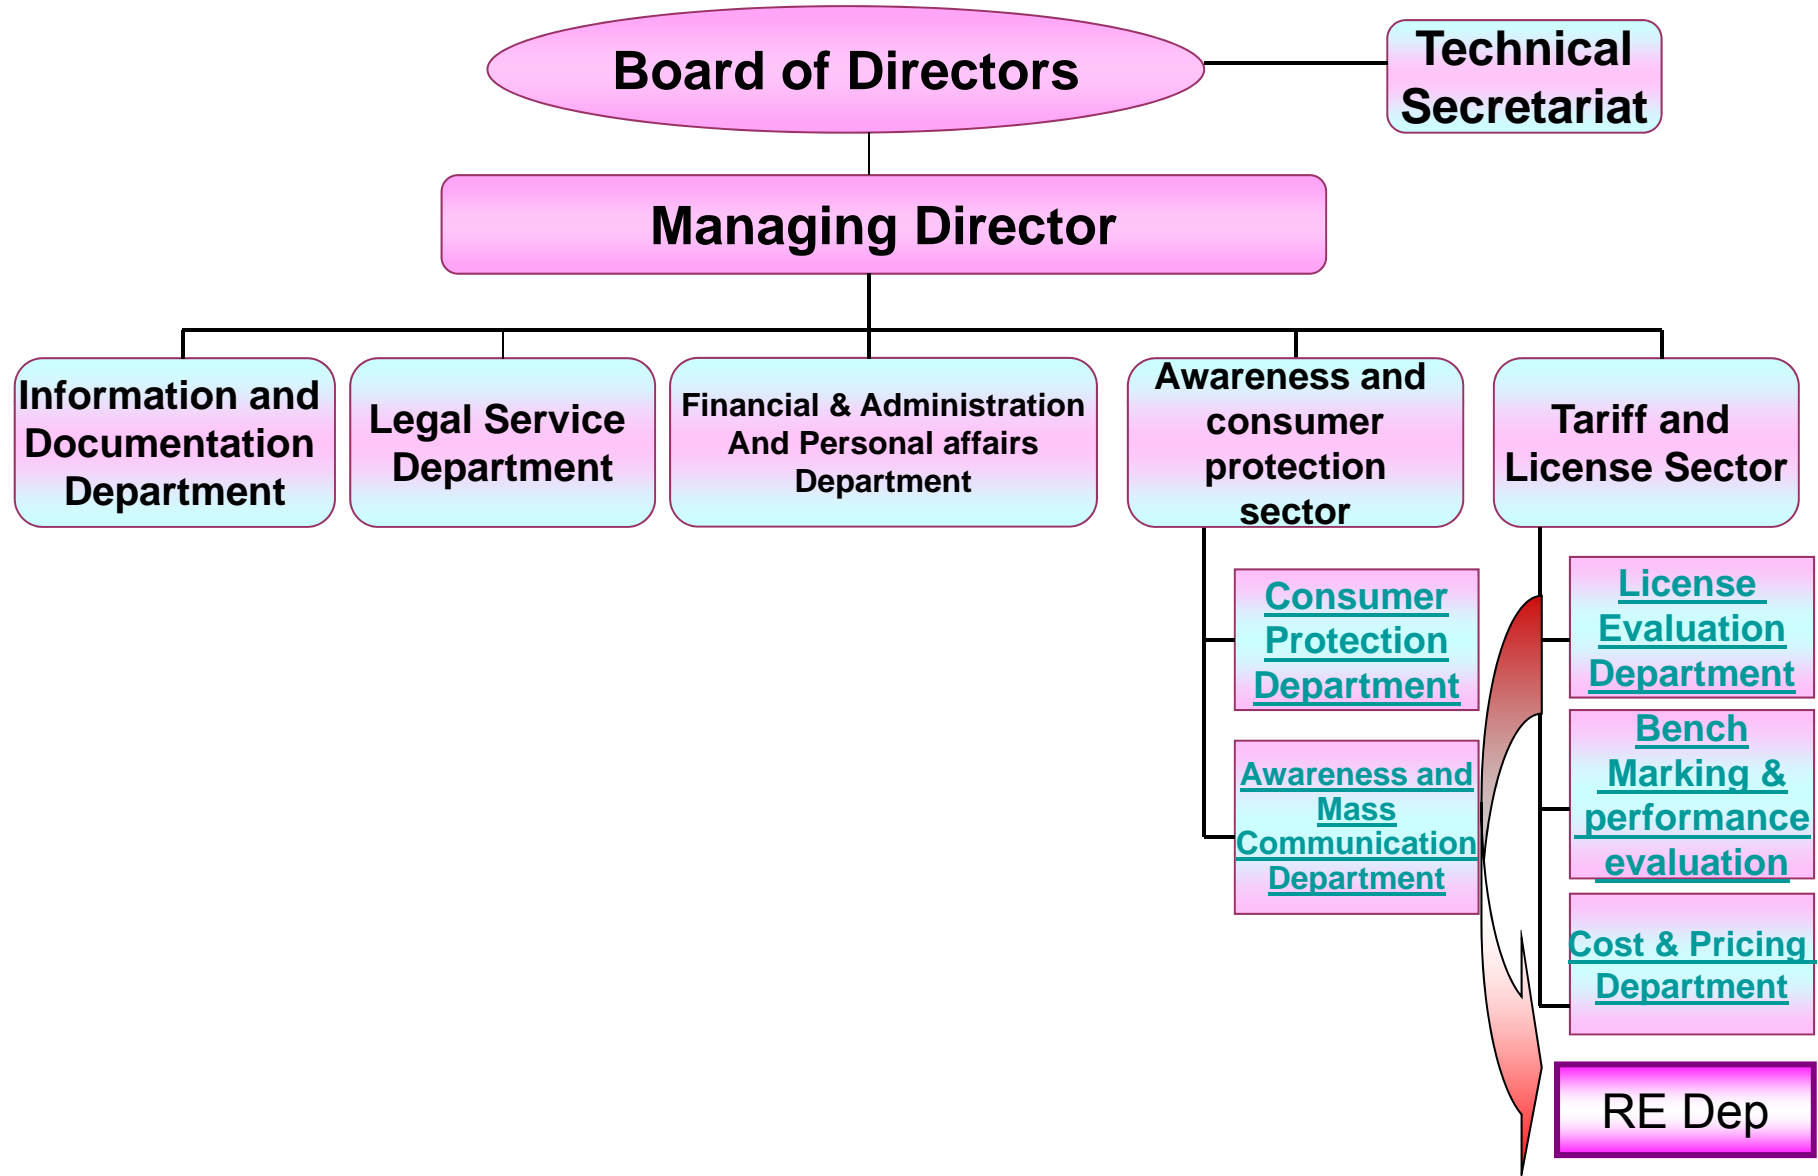 Board of Directors
Technical
Secretariat
Managing Director
Information and
Documentation
Department
Legal Service
Department
Financial & Administration
And Personal affairs
Department
Awareness and
consumer
protection
sector
Tariff and
License Sector
Consumer
Protection
Department
Awareness and
Mass
Communication
Department
License
Evaluation
Department
Bench
Marking &
performance
evaluation
Cost & Pricing
Department
RE Dep